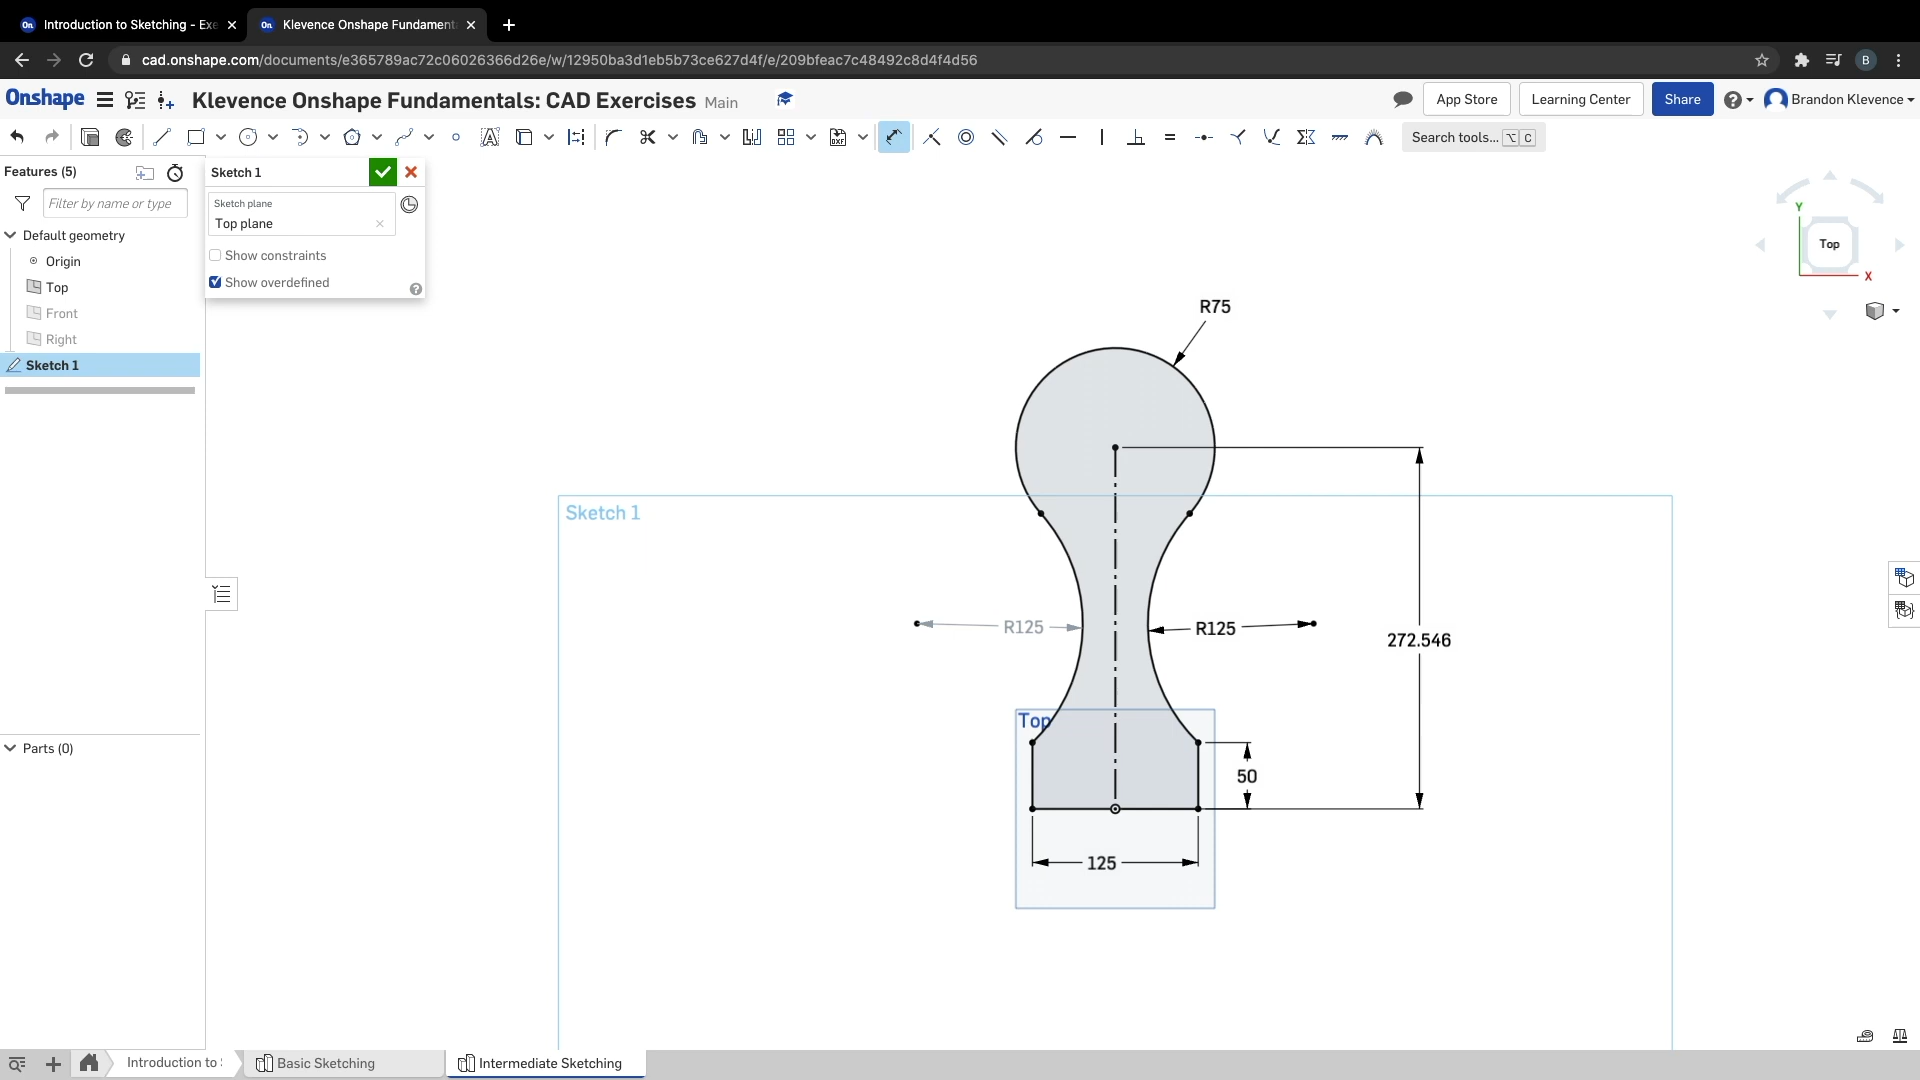 Introduction to Sketching - Exe
Klevence Onshape Fundament
cad.onshape.com/documents/e365789ac72c06026366d26e/w/12950ba3d1eb5b73ce627d4f/e/209bfeac7c48492c8d4f4d56
B
Onshape
Klevence Onshape Fundamentals: CAD Exercises Main
App Store
Learning Center
Share
Brandon Klevence
Search tools... ⌥ C
Features (5)
Filter by name or type
Default geometry
Origin
Top
Front
Right
Sketch 1
Parts (0)
Sketch 1
Sketch plane
Top plane
Show constraints
Show overdefined
Top
Y
X
R75
Sketch 1
R125
R125
272.546
Top
50
125
Introduction to S
Basic Sketching
Intermediate Sketching